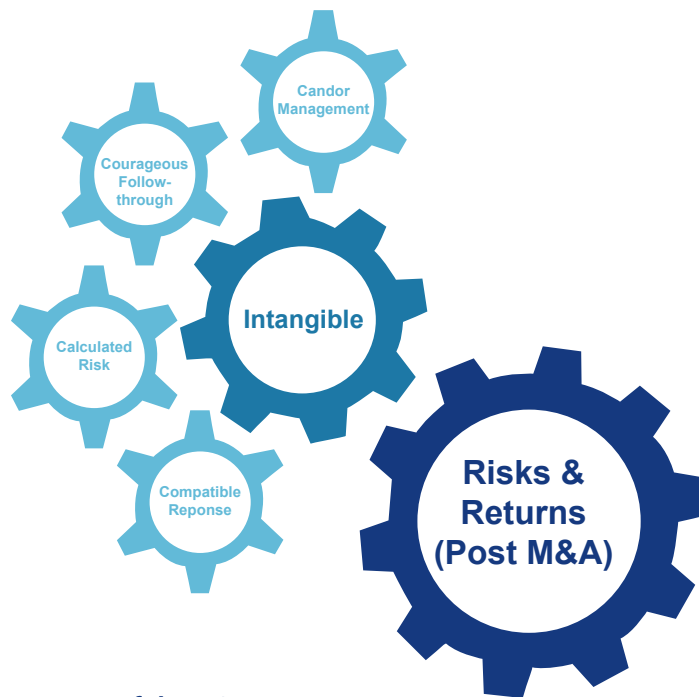 Candor
Management
Courageous
Follow-
through
Intangible
Calculated
Risk
Compatible
Reponse
Risks &
Returns
(Post M&A)